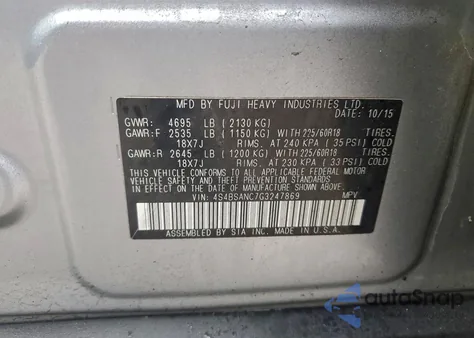 MFD BY FUJI HEAVY INDUSTRIES LTD.
DATE: 10/15
GVWR: 4695 LB (2130 KG)
GAWR:F 2535 LB (1150 KG) WITH 225/60R18 TIRES.
18X7J RIMS. AT 240 KPA (35 PSI) COLD
GAWR:R 2645 LB (1200 KG) WITH 225/60R18 TIRES.
18X7J RIMS. AT 230 KPA (33 PSI) COLD
THIS VEHICLE CONFORMS TO ALL APPLICABLE FEDERAL MOTOR
VEHICLE SAFETY, BUMPER, AND THEFT PREVENTION STANDARDS
IN EFFECT ON THE DATE OF MANUFACTURE SHOWN ABOVE.
VIN: 4S4BSANC7G3247869 MPV
ASSEMBLED BY SIA INC. MADE IN U.S.A.
autoSnap